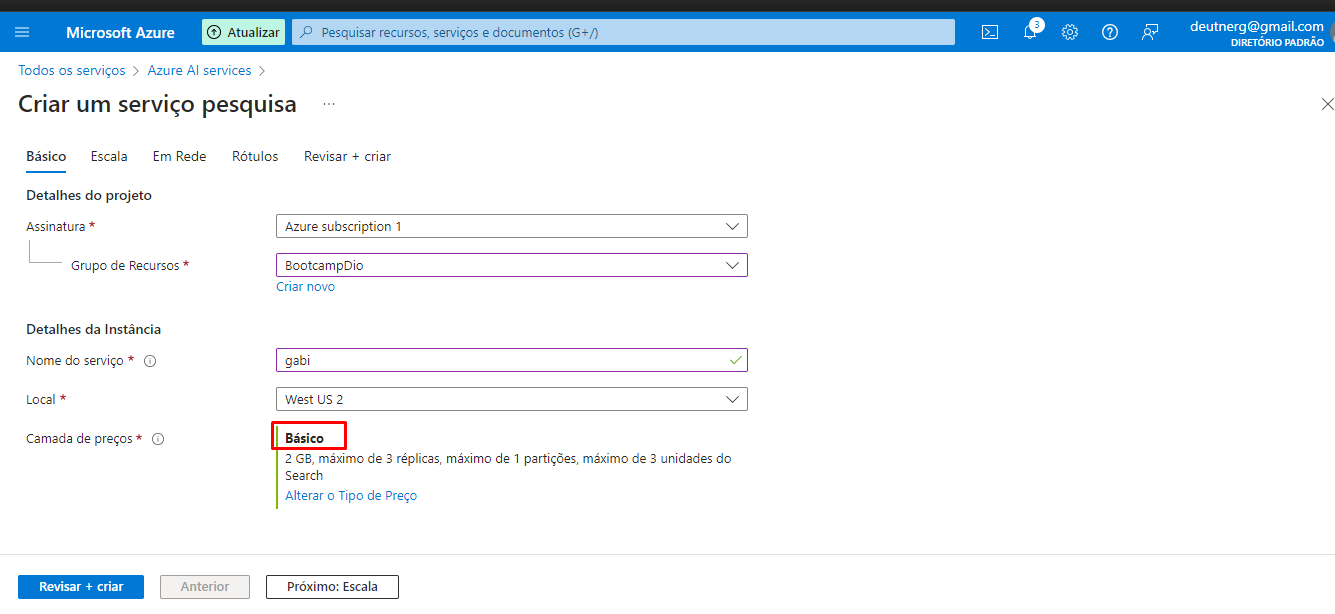 Microsoft Azure
Atualizar
Pesquisar recursos, serviços e documentos (G+/)
3
deutnerg@gmail.com
DIRETÓRIO PADRÃO
Todos os serviços > Azure AI services >
Criar um serviço pesquisa ...
Básico Escala Em Rede Rótulos Revisar + criar
Detalhes do projeto
Assinatura * Azure subscription 1
Grupo de Recursos * BootcampDio
Criar novo
Detalhes da Instância
Nome do serviço * gabi
Local * West US 2
Camada de preços * Básico
2 GB, máximo de 3 réplicas, máximo de 1 partições, máximo de 3 unidades do
Search
Alterar o Tipo de Preço
Revisar + criar Anterior Próximo: Escala